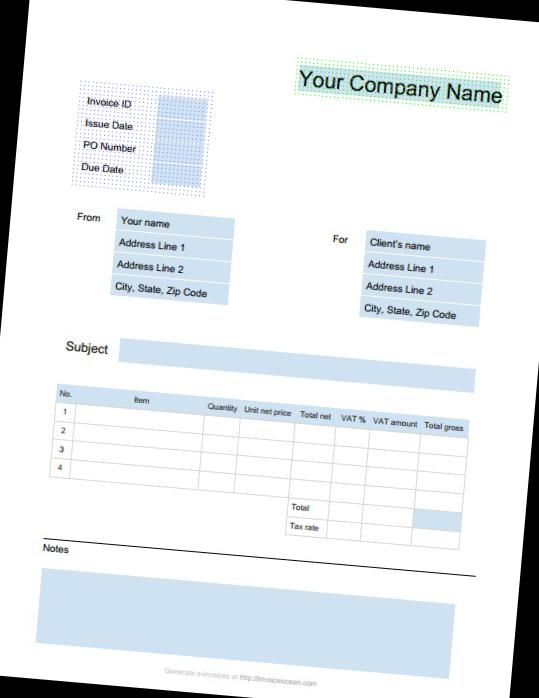 Your Company Name
Invoice ID
Issue Date
PO Number
Due Date
From
Your name
Address Line 1
Address Line 2
City, State, Zip Code
For
Client's name
Address Line 1
Address Line 2
City, State, Zip Code
Subject
No. Item Quantity Unit net price Total net VAT % VAT amount Total gross
1
2
3
4
Total
Tax rate
Notes
Generate e-invoices at http://invoiceocean.com